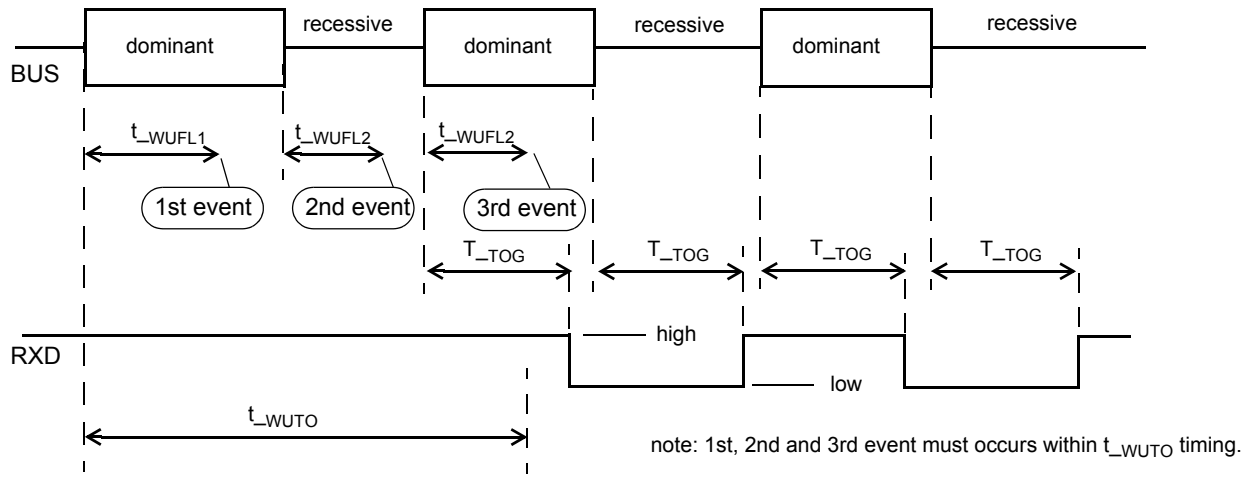 dominant recessive dominant recessive dominant recessive
BUS
t_WUFL1 t_WUFL2 t_WUFL2
1st event 2nd event 3rd event
T_TOG T_TOG T_TOG T_TOG
high
RXD
low
t_WUTO
note: 1st, 2nd and 3rd event must occurs within t_WUTO timing.